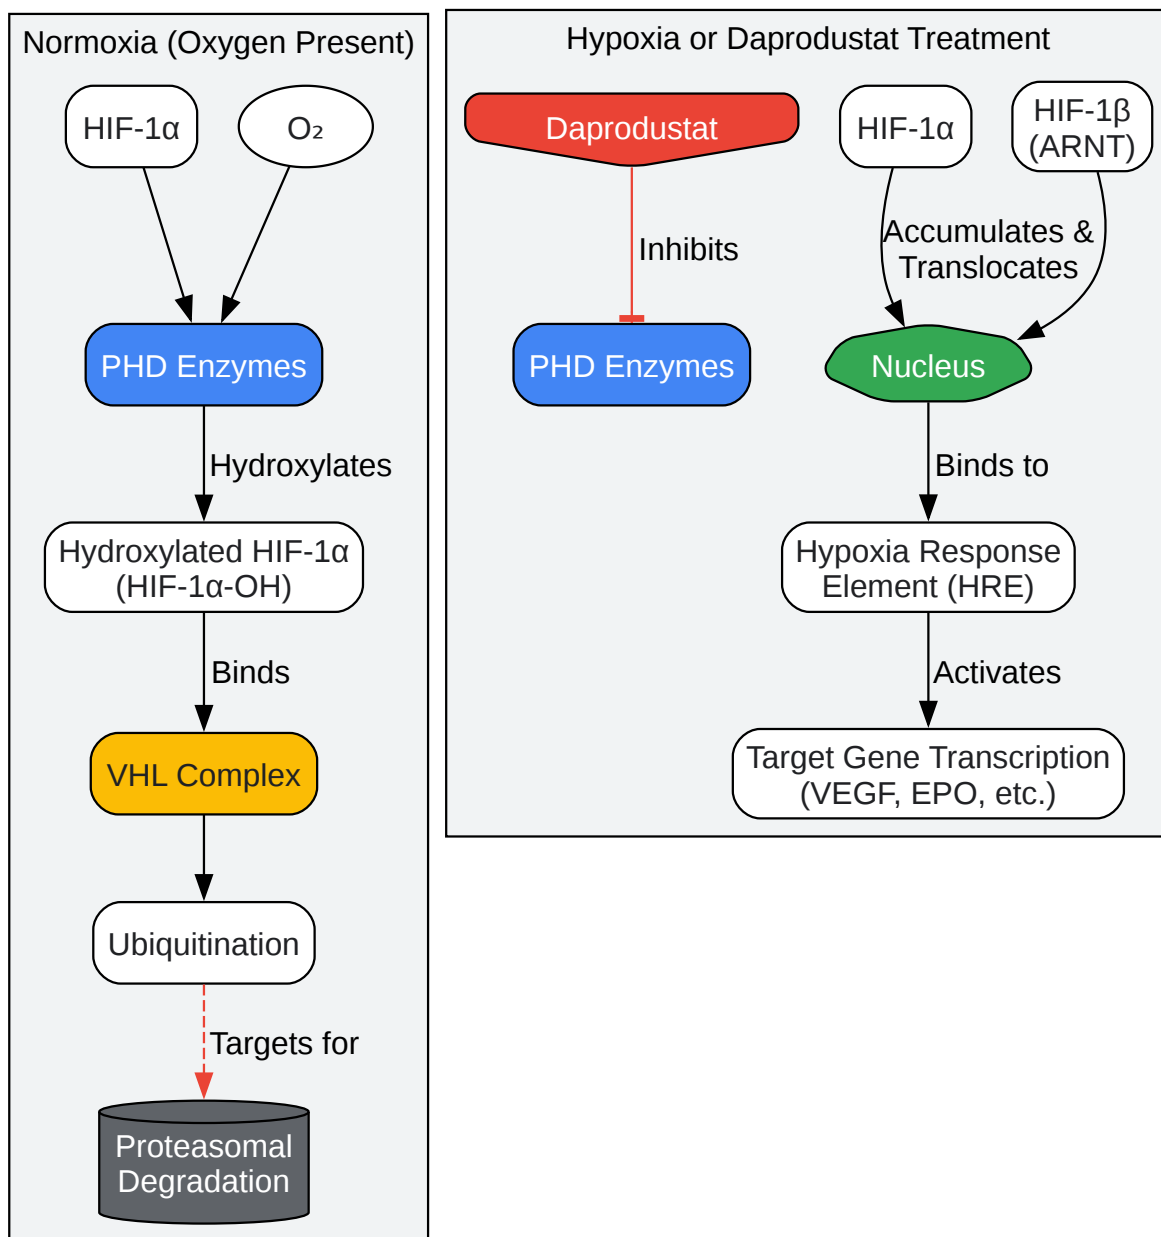 Normoxia (Oxygen Present)
HIF-1α
O₂
PHD Enzymes
Hydroxylates
Hydroxylated HIF-1α
(HIF-1α-OH)
Binds
VHL Complex
Ubiquitination
Targets for
Proteasomal
Degradation
Hypoxia or Daprodustat Treatment
Daprodustat
HIF-1α
HIF-1β
(ARNT)
Inhibits
Accumulates &
Translocates
PHD Enzymes
Nucleus
Binds to
Hypoxia Response
Element (HRE)
Activates
Target Gene Transcription
(VEGF, EPO, etc.)